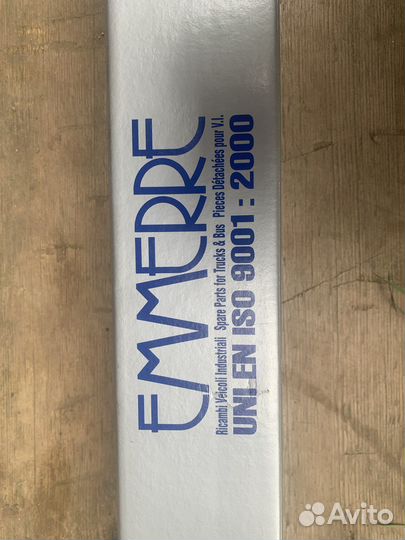 EMMERRE
Ricambi Veicoli Industriali Spare Parts for Trucks & Bus Pieces Détachées pour V.I.
UNI EN ISO 9001 : 2000
Avito